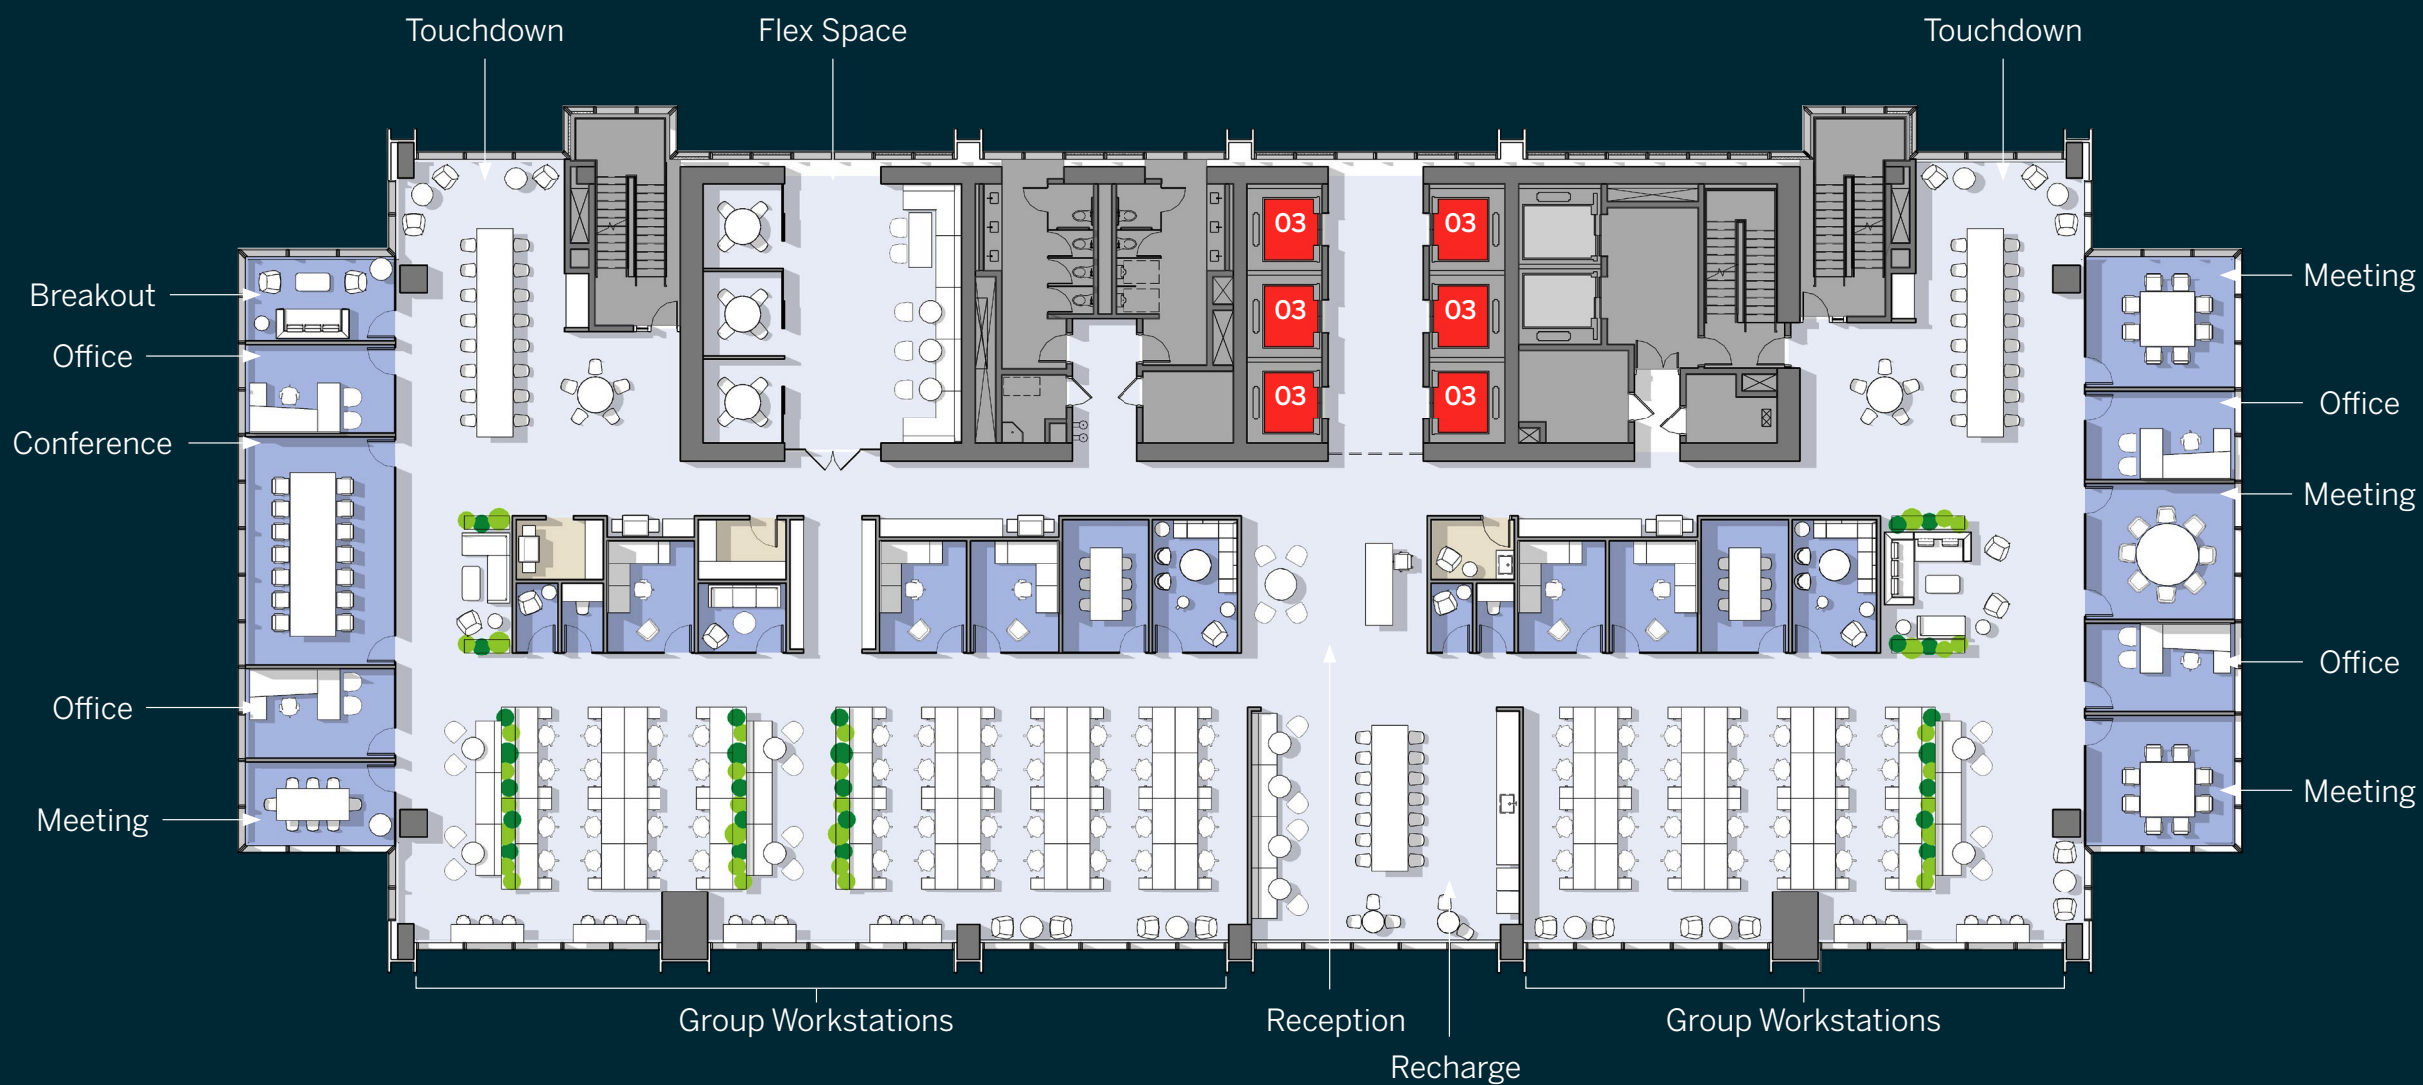 Touchdown
Flex Space
Touchdown
03
03
03
03
03
03
Breakout
Office
Conference
Office
Meeting
Meeting
Office
Meeting
Office
Meeting
Group Workstations
Reception
Group Workstations
Recharge